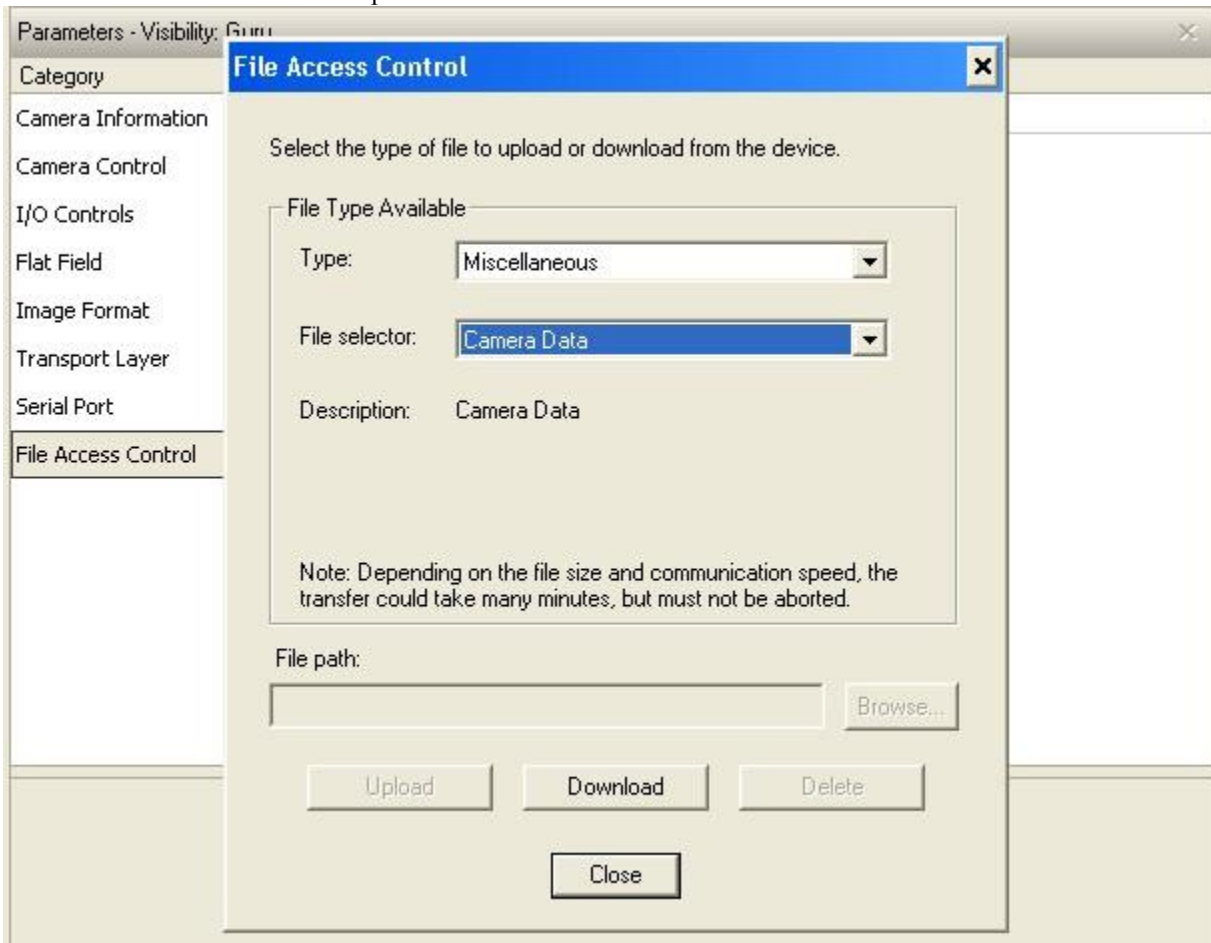 Parameters - Visibility: Guru
Category
Camera Information
Camera Control
I/O Controls
Flat Field
Image Format
Transport Layer
Serial Port
File Access Control
File Access Control
Select the type of file to upload or download from the device.
File Type Available
Type: Miscellaneous
File selector: Camera Data
Description: Camera Data
Note: Depending on the file size and communication speed, the
transfer could take many minutes, but must not be aborted.
File path:
Browse...
Upload Download Delete
Close